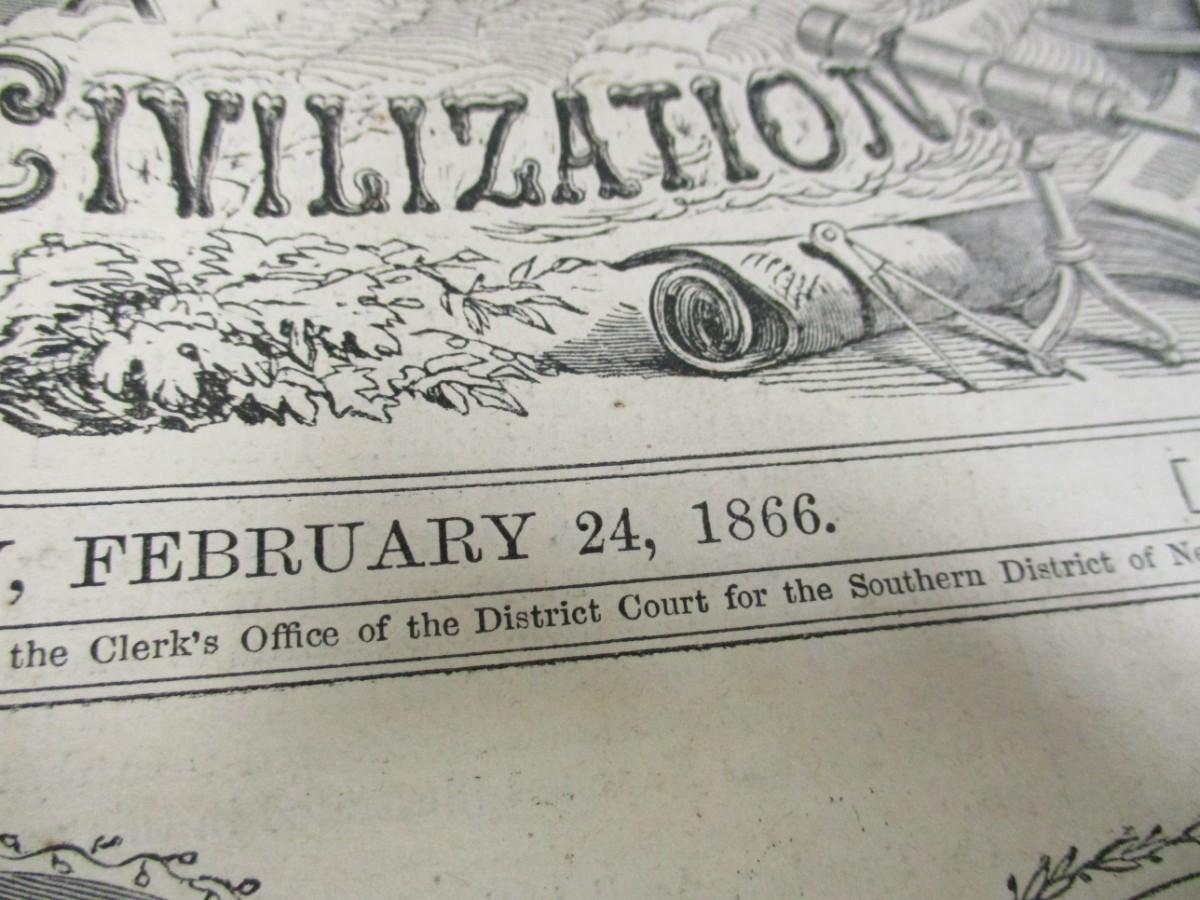 CIVILIZATION
, FEBRUARY 24, 1866.
the Clerk's Office of the District Court for the Southern District of